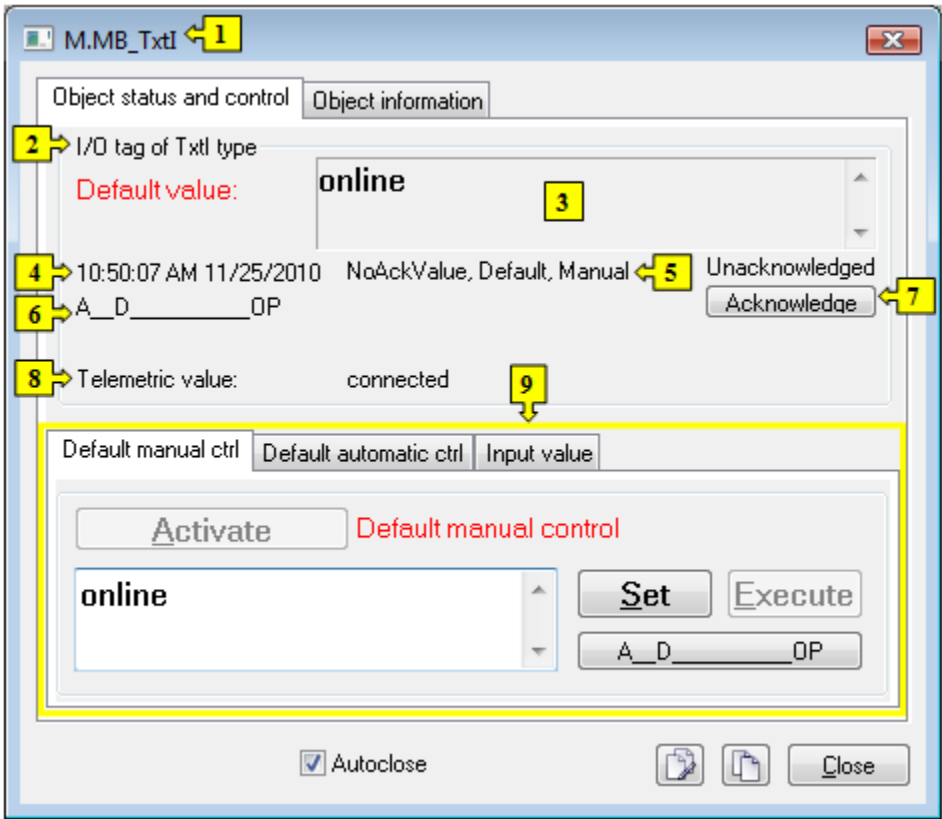 M.MB_TxtI 1
Object status and control Object information
2 I/O tag of TxtI type
Default value: online 3
4 10:50:07 AM 11/25/2010 NoAckValue, Default, Manual 5 Unacknowledged
6 A__D__________OP Acknowledge 7
8 Telemetric value: connected 9
Default manual ctrl Default automatic ctrl Input value
Activate Default manual control
online Set Execute
A__D__________OP
Autoclose Close